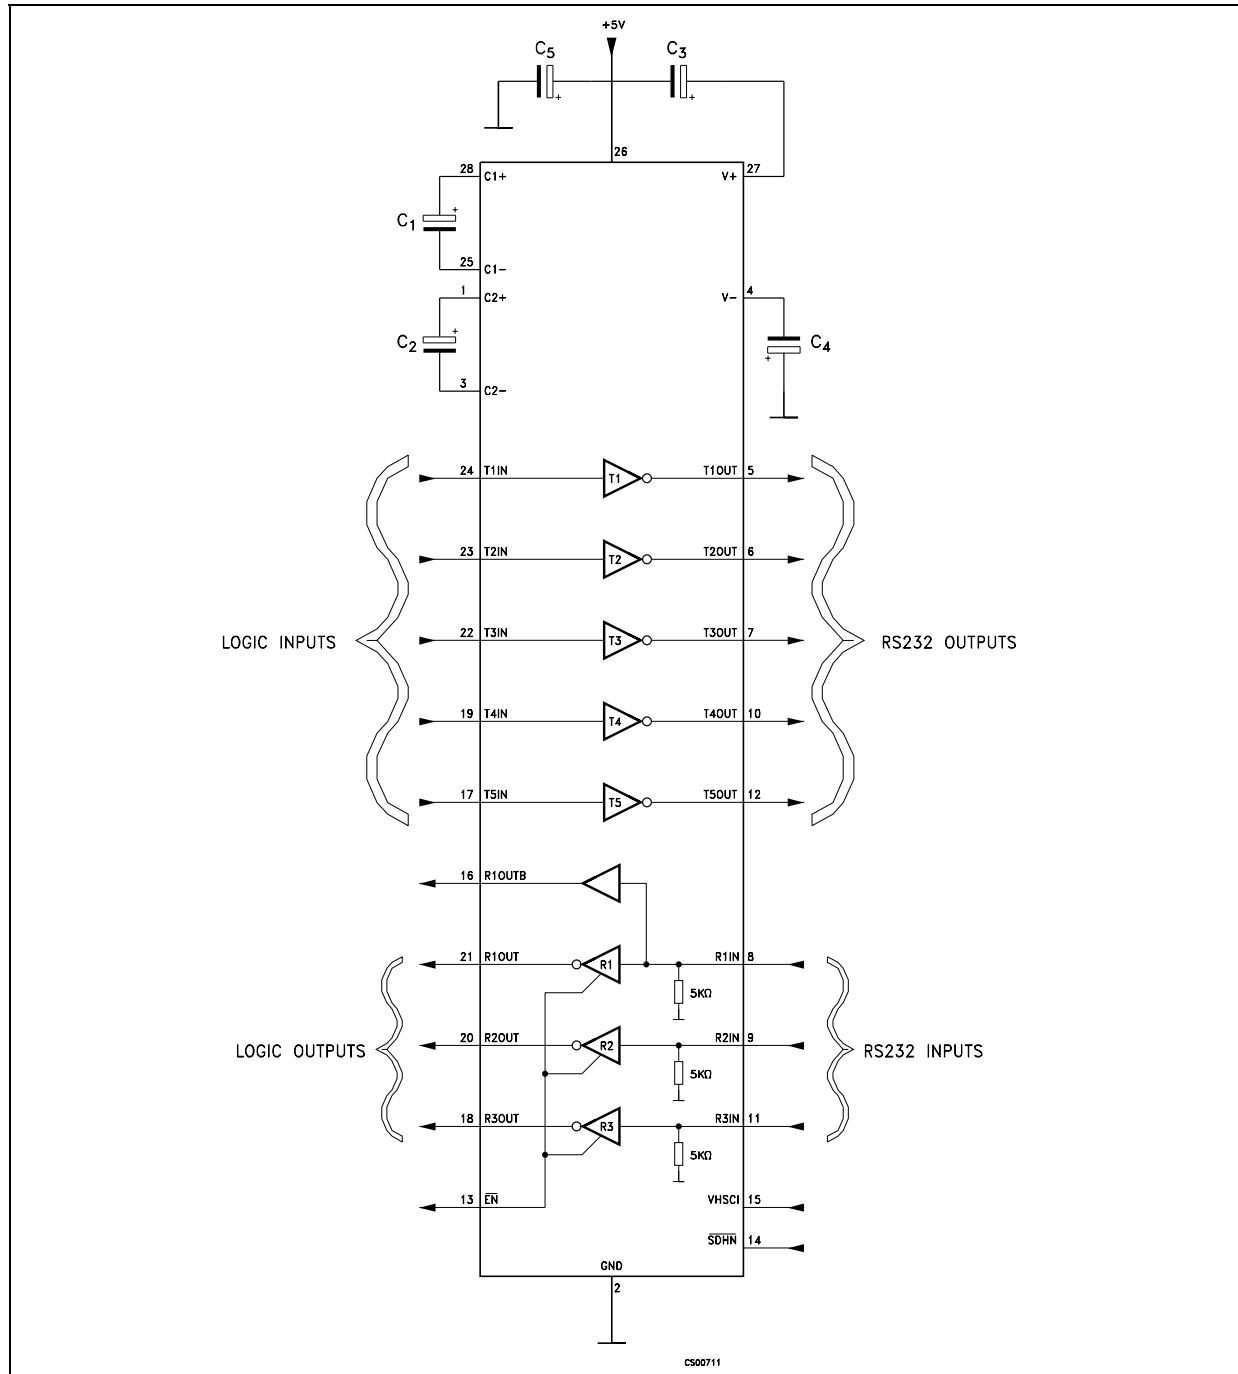 +5V
C5 C3
26
28 C1+ V+ 27
C1 +
25 C1-
1 C2+ V- 4
C2 + C4 +
3 C2-
24 T1IN T1 T1OUT 5
23 T2IN T2 T2OUT 6
LOGIC INPUTS 22 T3IN T3 T3OUT 7 RS232 OUTPUTS
19 T4IN T4 T4OUT 10
17 T5IN T5 T5OUT 12
16 R1OUTB
21 R1OUT R1 R1IN 8
5KΩ
20 R2OUT R2 R2IN 9
LOGIC OUTPUTS RS232 INPUTS
5KΩ
18 R3OUT R3 R3IN 11
5KΩ
13 EN VHSCI 15
SDHN 14
GND
2
CS00711